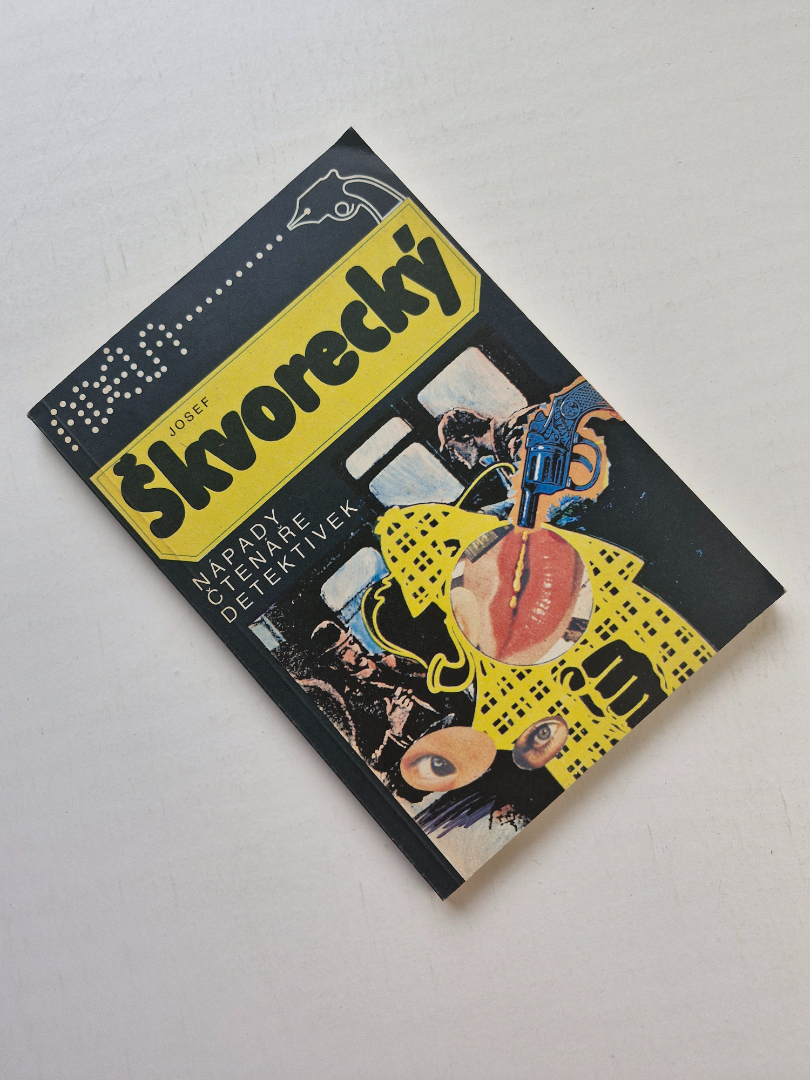 JOSEF
Škvorecký
NÁPADY
ČTENÁŘE
DETEKTIVEK